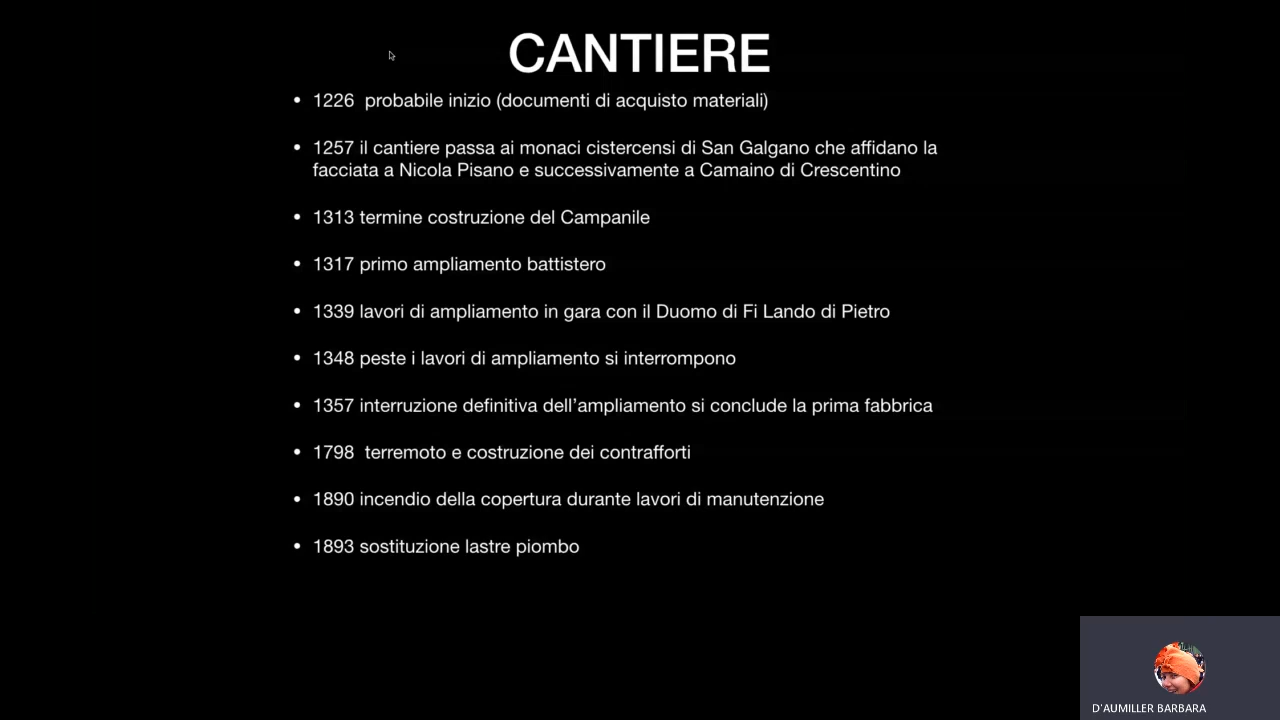 CANTIERE
• 1226  probabile inizio (documenti di acquisto materiali)
• 1257 il cantiere passa ai monaci cistercensi di San Galgano che affidano la
facciata a Nicola Pisano e successivamente a Camaino di Crescentino
• 1313 termine costruzione del Campanile
• 1317 primo ampliamento battistero
• 1339 lavori di ampliamento in gara con il Duomo di Fi Lando di Pietro
• 1348 peste i lavori di ampliamento si interrompono
• 1357 interruzione definitiva dell’ampliamento si conclude la prima fabbrica
• 1798  terremoto e costruzione dei contrafforti
• 1890 incendio della copertura durante lavori di manutenzione
• 1893 sostituzione lastre piombo
D'AUMILLER BARBARA